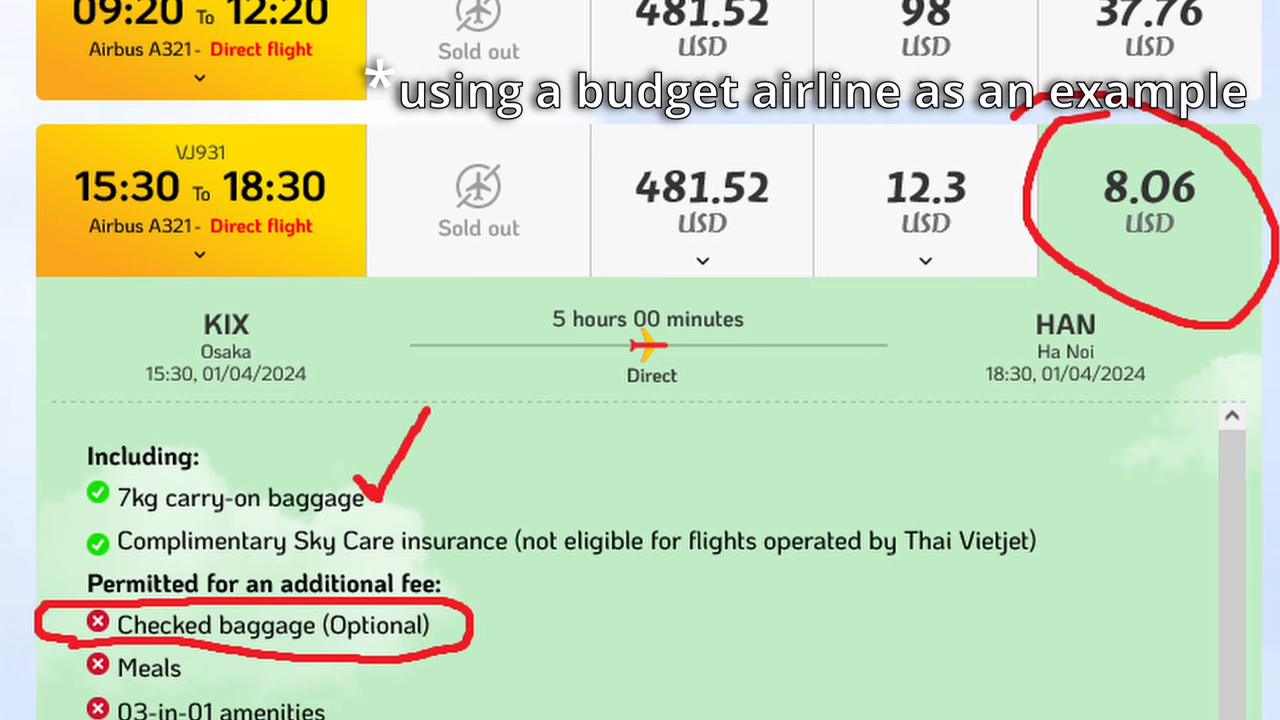 09:20 To 12:20
Airbus A321- Direct flight
Sold out
481.52
USD
98
USD
37.76
USD
*using a budget airline as an example
VJ931
15:30 To 18:30
Airbus A321- Direct flight
Sold out
481.52
USD
12.3
USD
8.06
USD
KIX
Osaka
15:30, 01/04/2024
5 hours 00 minutes
Direct
HAN
Ha Noi
18:30, 01/04/2024
Including:
7kg carry-on baggage
Complimentary Sky Care insurance (not eligible for flights operated by Thai Vietjet)
Permitted for an additional fee:
Checked baggage (Optional)
Meals
03-in-01 amenities